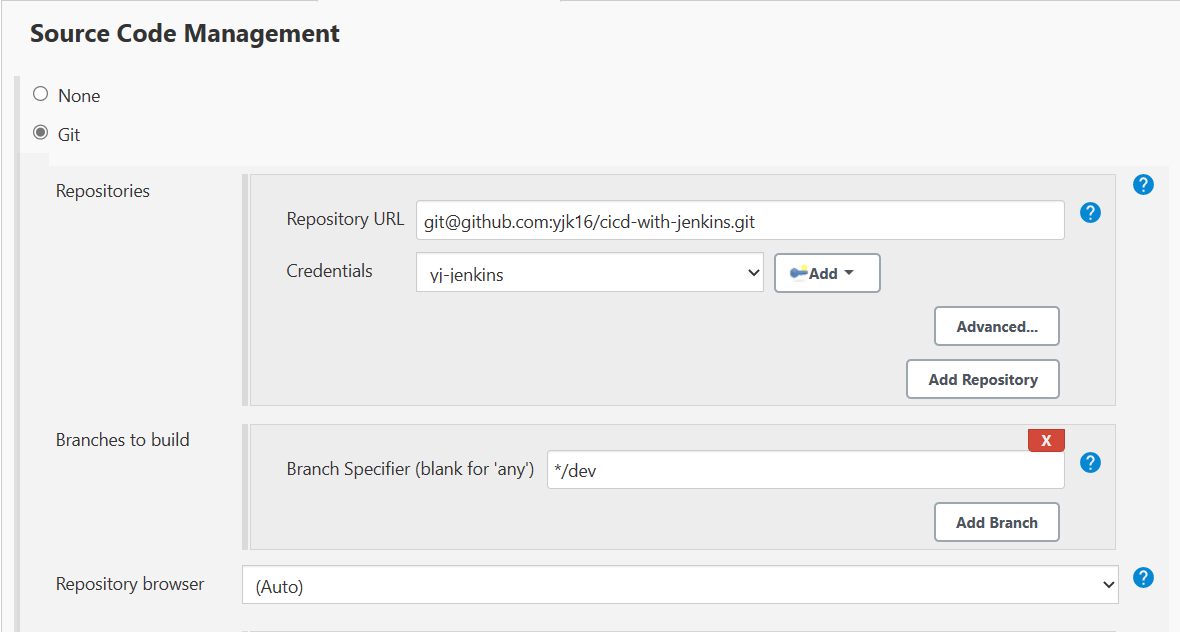 Source Code Management
None
Git
Repositories
?
Repository URL git@github.com:yjk16/cicd-with-jenkins.git ?
Credentials yj-jenkins Add
Advanced...
Add Repository
Branches to build
X
Branch Specifier (blank for 'any') */dev ?
Add Branch
Repository browser (Auto) ?